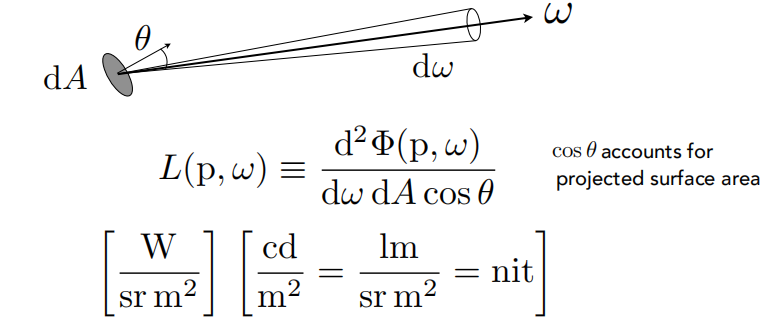 θ
ω
dA
dω
L(p, ω) ≡ d²Φ(p, ω) / dω dA cos θ
cos θ accounts for
projected surface area
[W / sr m²] [cd / m² = lm / sr m² = nit]